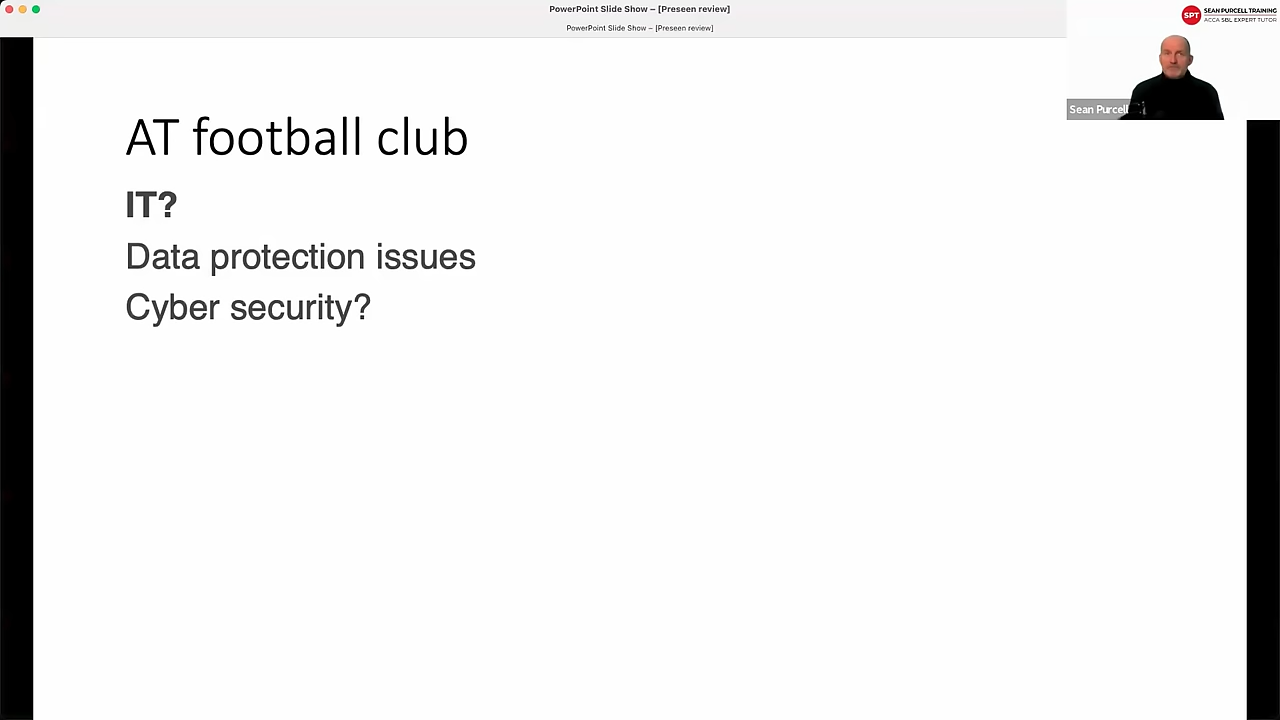 PowerPoint Slide Show – [Preseen review]
PowerPoint Slide Show – [Preseen review]
SPT
SEAN PURCELL TRAINING
ACCA SBL EXPERT TUTOR
Sean Purcell
AT football club
IT?
Data protection issues
Cyber security?